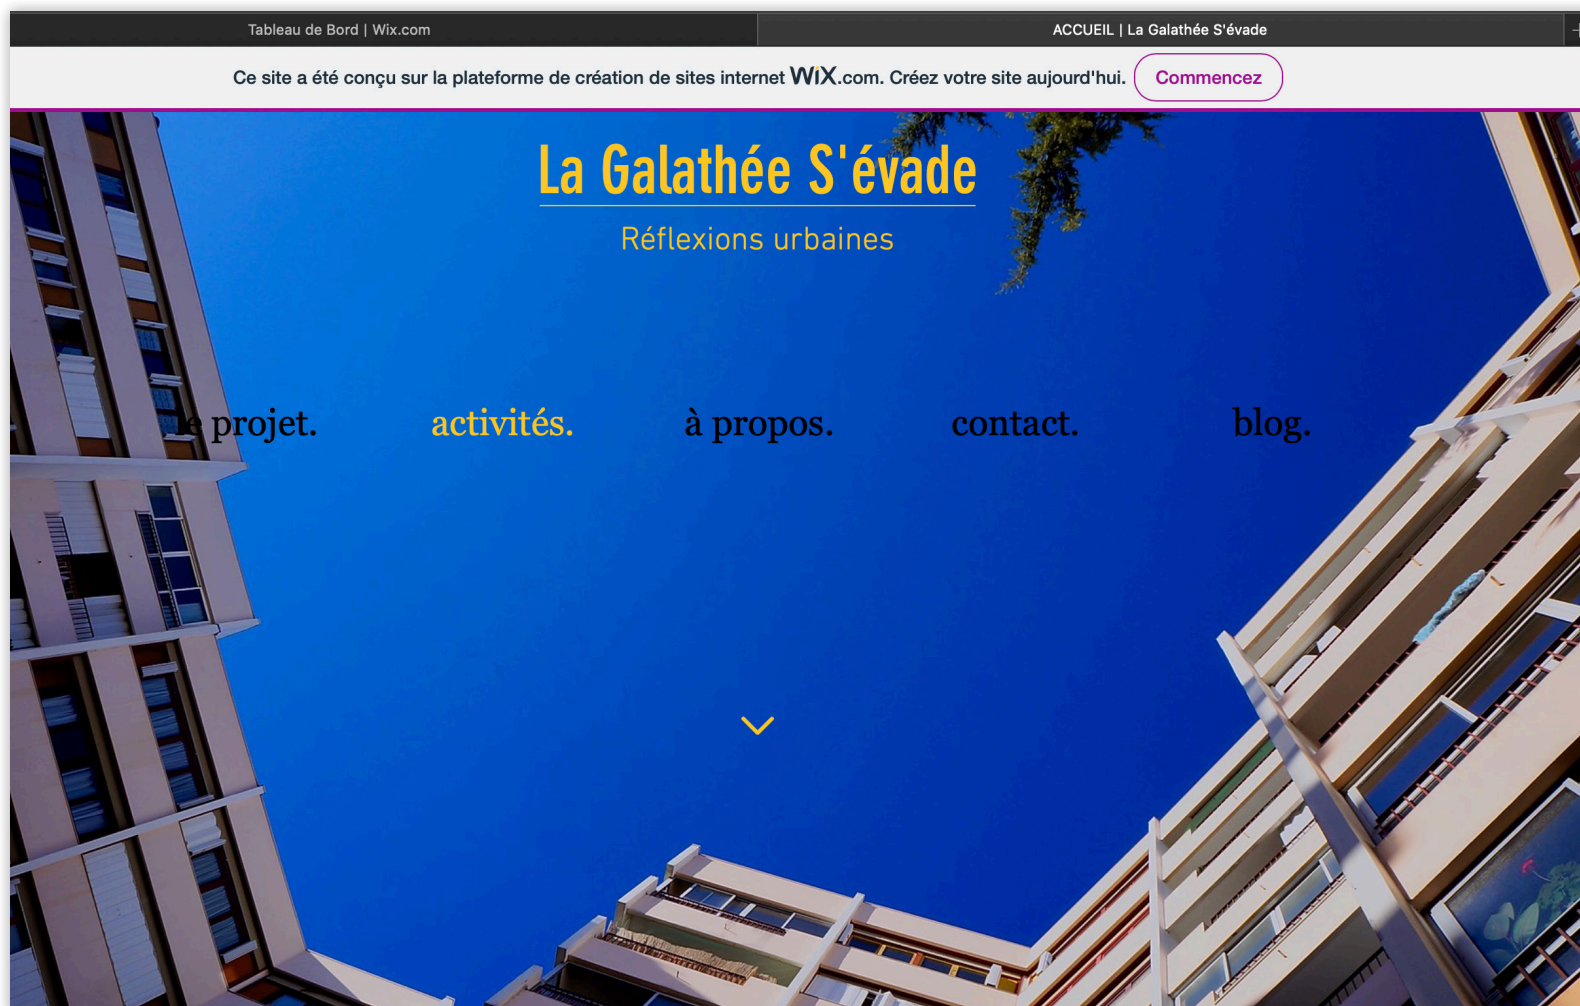 Tableau de Bord | Wix.com
ACCUEIL | La Galathée S'évade
Ce site a été conçu sur la plateforme de création de sites internet WiX.com. Créez votre site aujourd'hui. Commencez
La Galathée S'évade
Réflexions urbaines
le projet. activités. à propos. contact. blog.